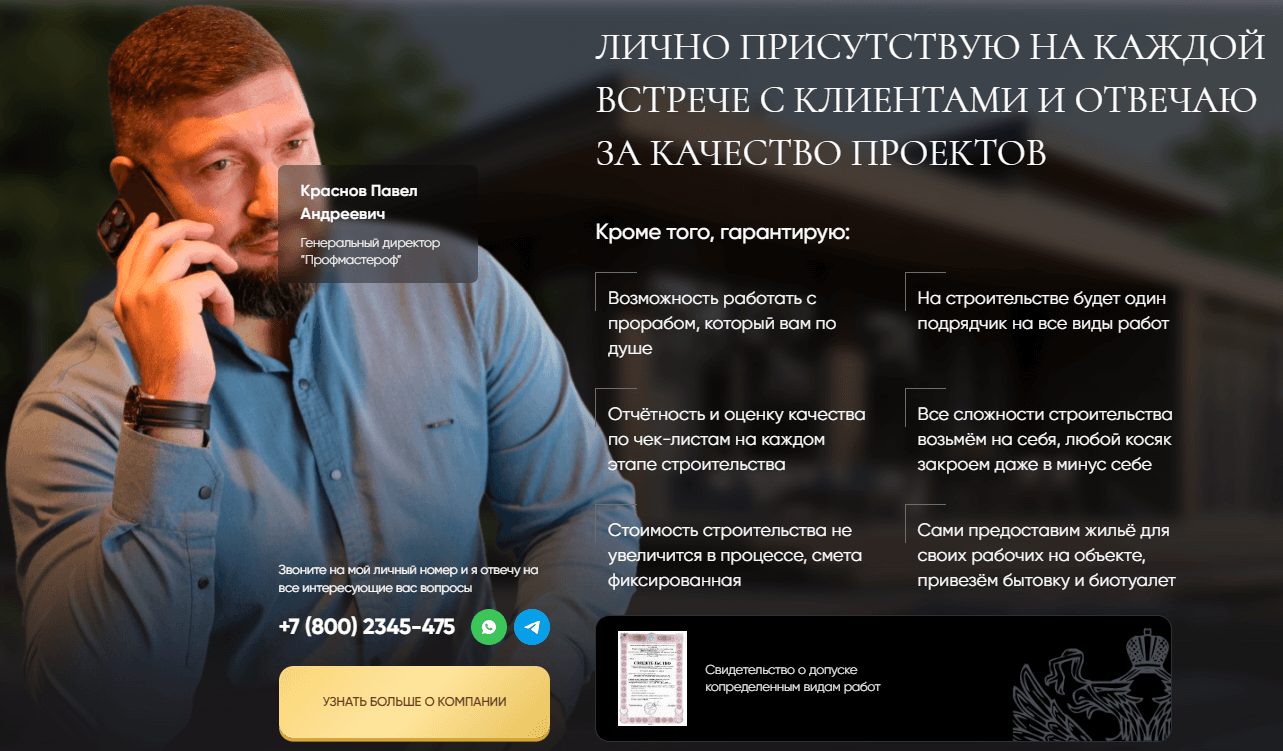 ЛИЧНО ПРИСУТСТВУЮ НА КАЖДОЙ
ВСТРЕЧЕ С КЛИЕНТАМИ И ОТВЕЧАЮ
ЗА КАЧЕСТВО ПРОЕКТОВ
Краснов Павел
Андреевич
Генеральный директор
"Профмастероф"
Кроме того, гарантирую:
Возможность работать с
прорабом, который вам по
душе
На строительстве будет один
подрядчик на все виды работ
Отчётность и оценку качества
по чек-листам на каждом
этапе строительства
Все сложности строительства
возьмём на себя, любой косяк
закроем даже в минус себе
Стоимость строительства не
увеличится в процессе, смета
фиксированная
Сами предоставим жильё для
своих рабочих на объекте,
привезём бытовку и биотуалет
Звоните на мой личный номер и я отвечу на
все интересующие вас вопросы
+7 (800) 2345-475
УЗНАТЬ БОЛЬШЕ О КОМПАНИИ
СВИДЕТЕЛЬСТВО
Свидетельство о допуске
копределенным видам работ